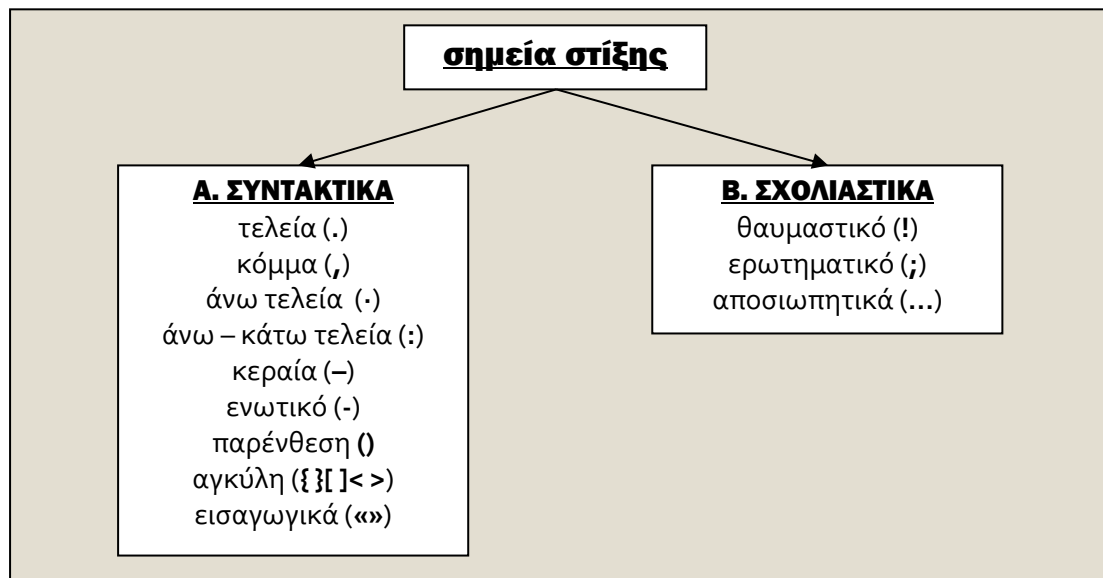 σημεία στίξης
Α. ΣΥΝΤΑΚΤΙΚΑ
τελεία (.)
κόμμα (,)
άνω τελεία (·)
άνω – κάτω τελεία (:)
κεραία (–)
ενωτικό (-)
παρένθεση ()
αγκύλη ({ }[ ]< >)
εισαγωγικά («»)
Β. ΣΧΟΛΙΑΣΤΙΚΑ
θαυμαστικό (!)
ερωτηματικό (;)
αποσιωπητικά (...)